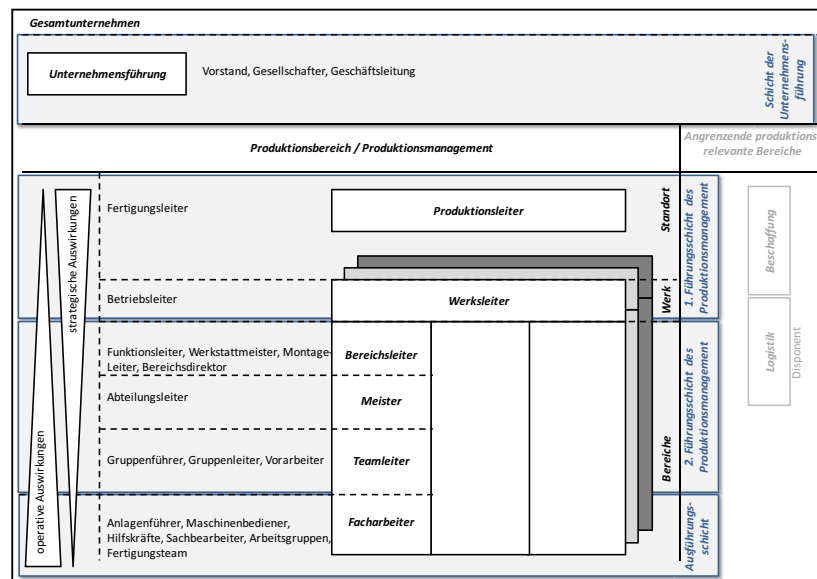 Gesamtunternehmen
Unternehmensführung
Vorstand, Gesellschafter, Geschäftsleitung
Schicht der
Unternehmens-
führung
Produktionsbereich / Produktionsmanagement
Angrenzende produktions
relevante Bereiche
strategische Auswirkungen
operative Auswirkungen
Fertigungsleiter
Produktionsleiter
Standort
1. Führungsschicht des
Produktionsmanagement
Beschaffung
Betriebsleiter
Werksleiter
Werk
Funktionsleiter, Werkstattmeister, Montage-
Leiter, Bereichsdirektor
Bereichsleiter
Logistik
Disponent
Abteilungsleiter
Meister
2. Führungsschicht des
Produktionsmanagement
Gruppenführer, Gruppenleiter, Vorarbeiter
Teamleiter
Bereiche
Anlagenführer, Maschinenbediener,
Hilfskräfte, Sachbearbeiter, Arbeitsgruppen,
Fertigungsteam
Facharbeiter
Ausführungs-
schicht